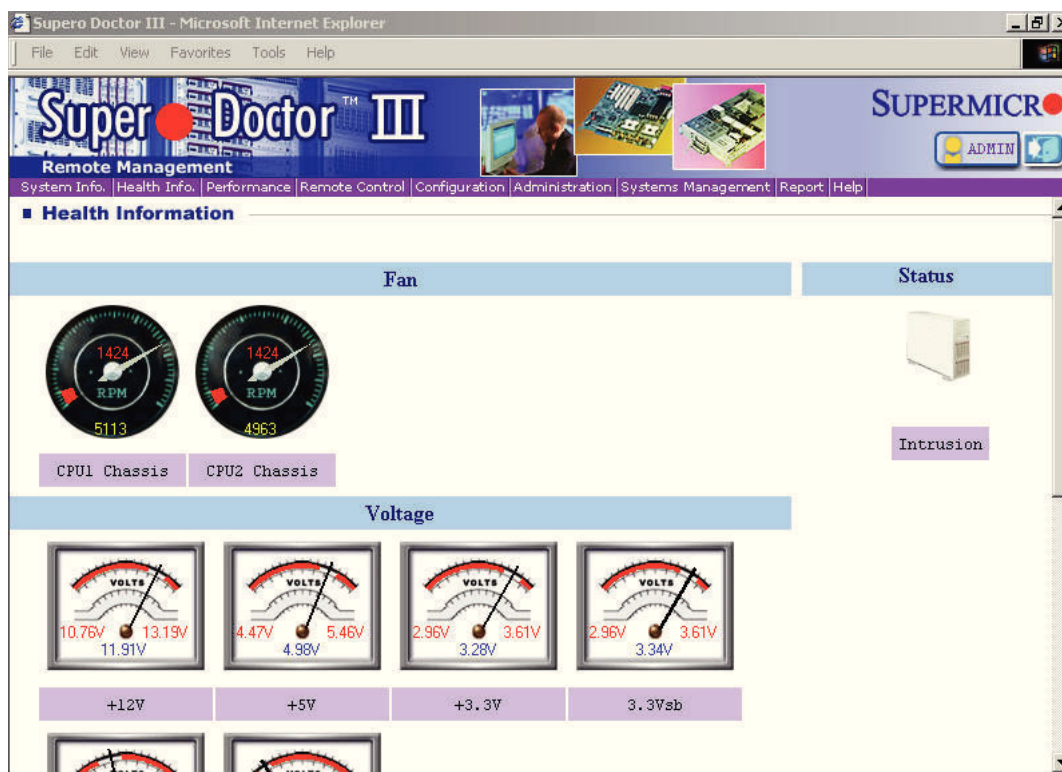 Supero Doctor III - Microsoft Internet Explorer
File Edit View Favorites Tools Help
Super Doctor™ III
SUPERMICR
ADMIN
Remote Management
System Info. Health Info. Performance Remote Control Configuration Administration Systems Management Report Help
Health Information
Fan
Status
1424
RPM
5113
1424
RPM
4963
CPU1 Chassis CPU2 Chassis
Intrusion
Voltage
VOLTS
10.76V 13.19V
11.91V
VOLTS
4.47V 5.46V
4.98V
VOLTS
2.96V 3.61V
3.28V
VOLTS
2.96V 3.61V
3.34V
+12V +5V +3.3V 3.3Vsb